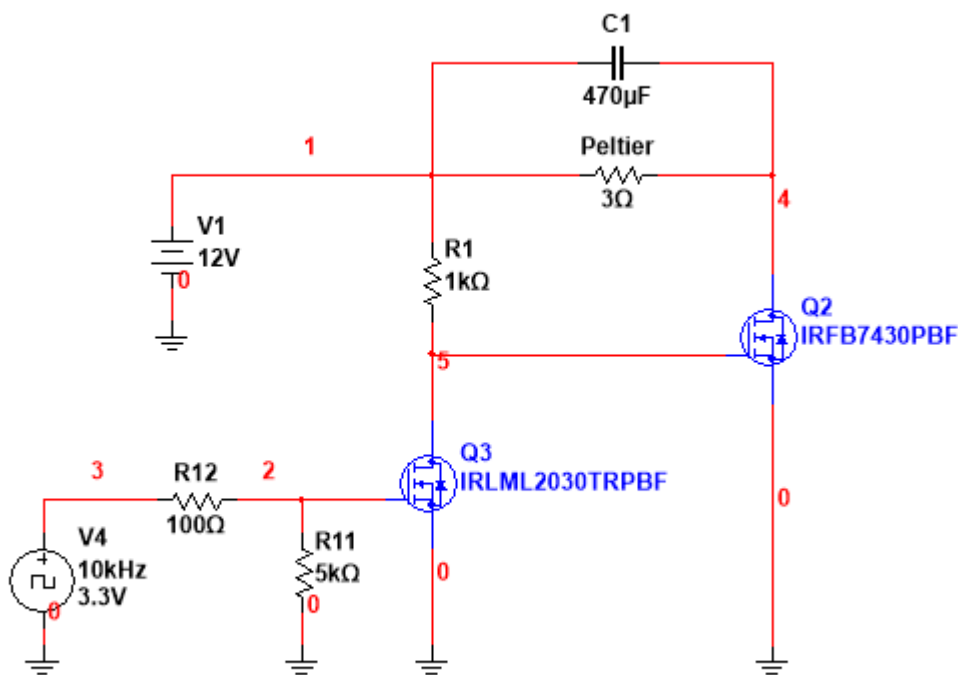 C1
470µF
1
Peltier
3Ω
4
V1
12V
0
R1
1kΩ
Q2
IRFB7430PBF
5
Q3
IRLML2030TRPBF
3
R12
2
100Ω
0
V4
10kHz
3.3V
0
R11
5kΩ
0
0